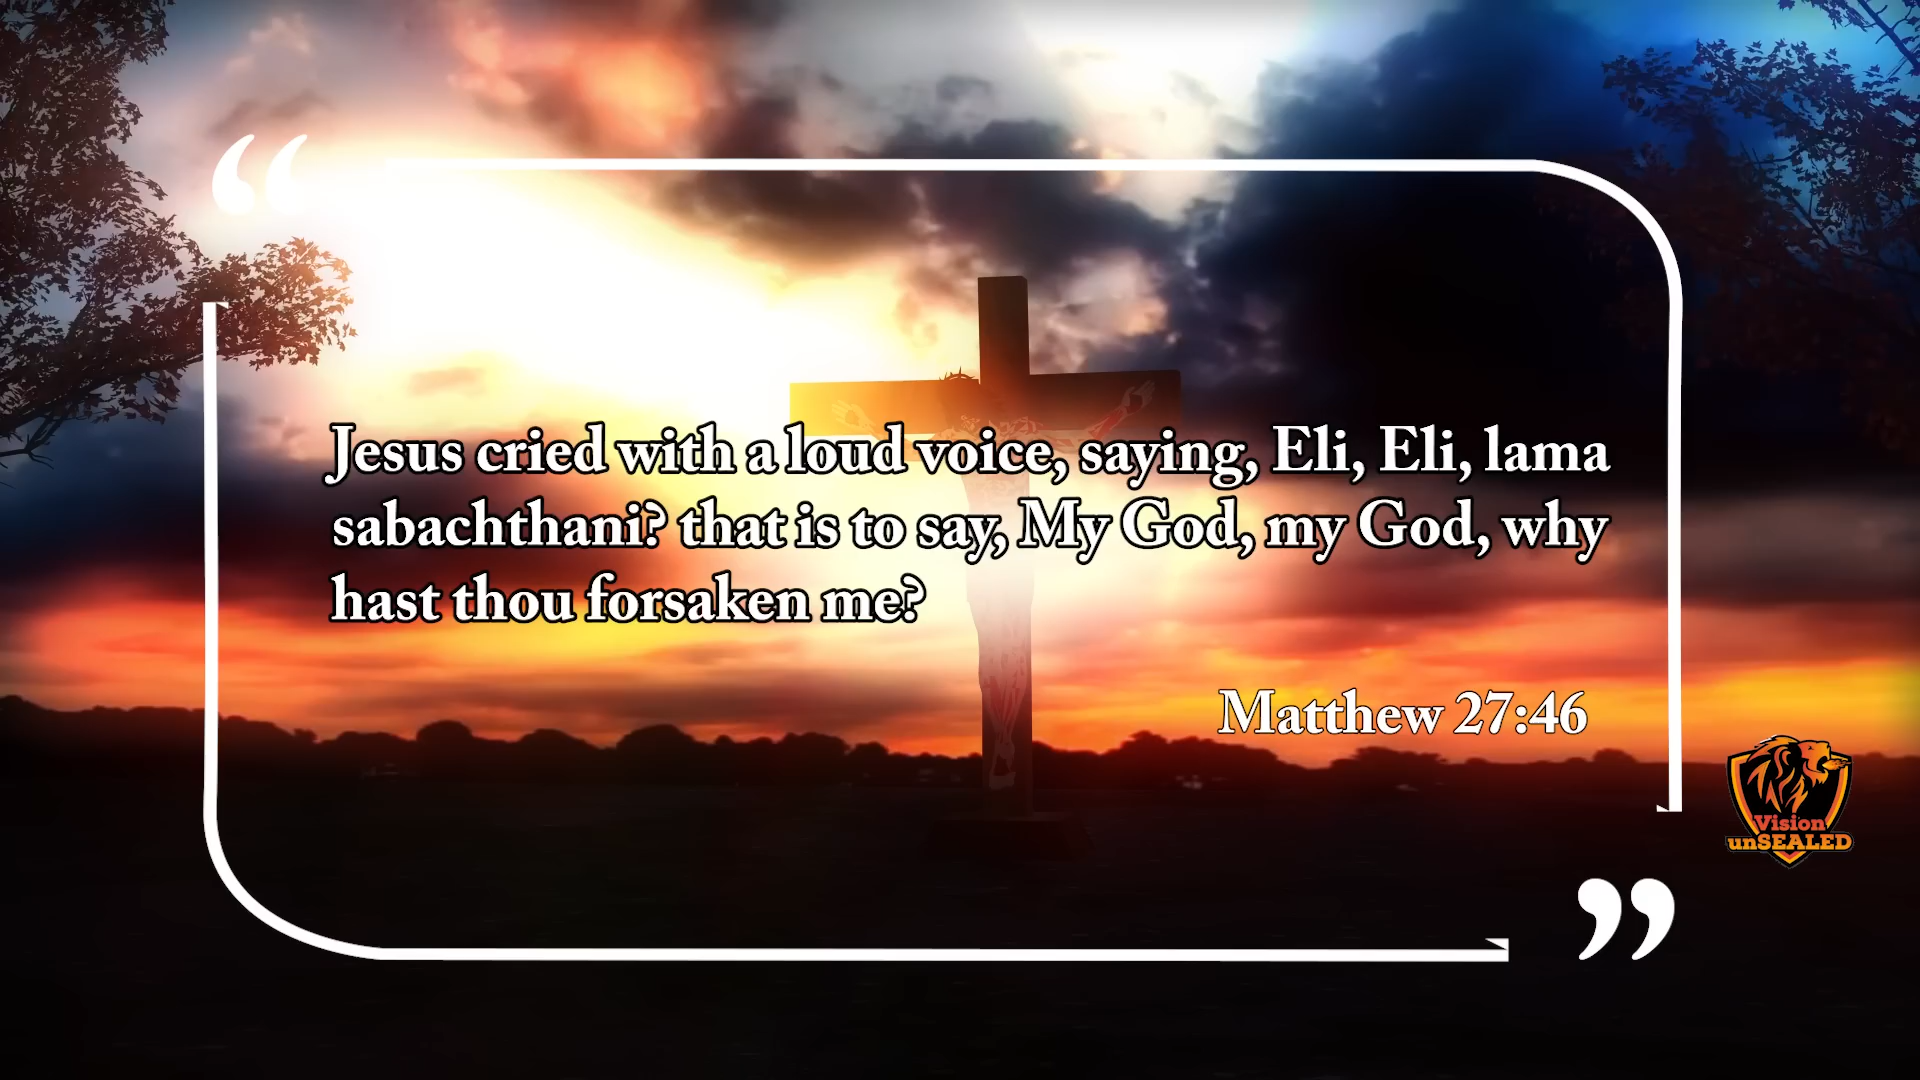 “
Jesus cried with a loud voice, saying, Eli, Eli, lama
sabachthani? that is to say, My God, my God, why
hast thou forsaken me?
Matthew 27:46
Vision
unSEALED
”